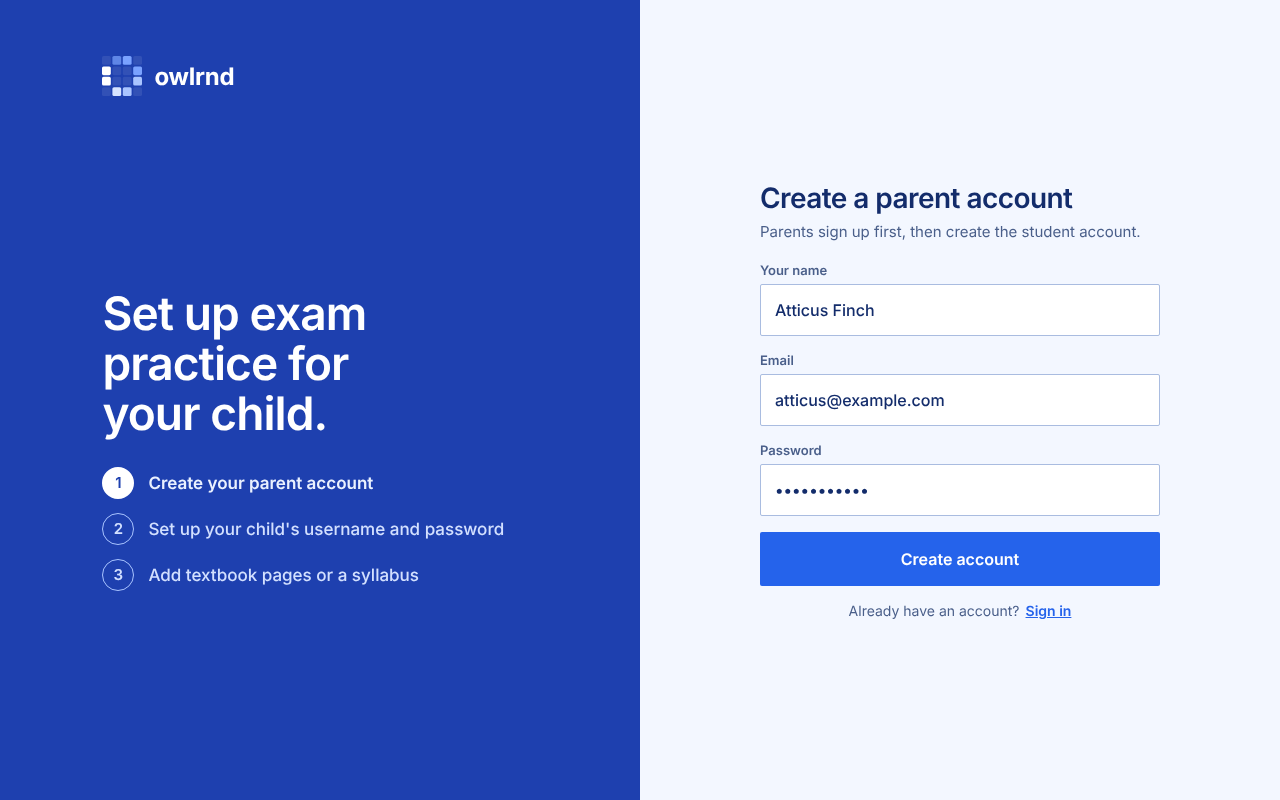 owlrnd
Set up exam
practice for
your child.
1 Create your parent account
2 Set up your child's username and password
3 Add textbook pages or a syllabus
Create a parent account
Parents sign up first, then create the student account.
Your name
Atticus Finch
Email
atticus@example.com
Password
•••••••••••
Create account
Already have an account? Sign in